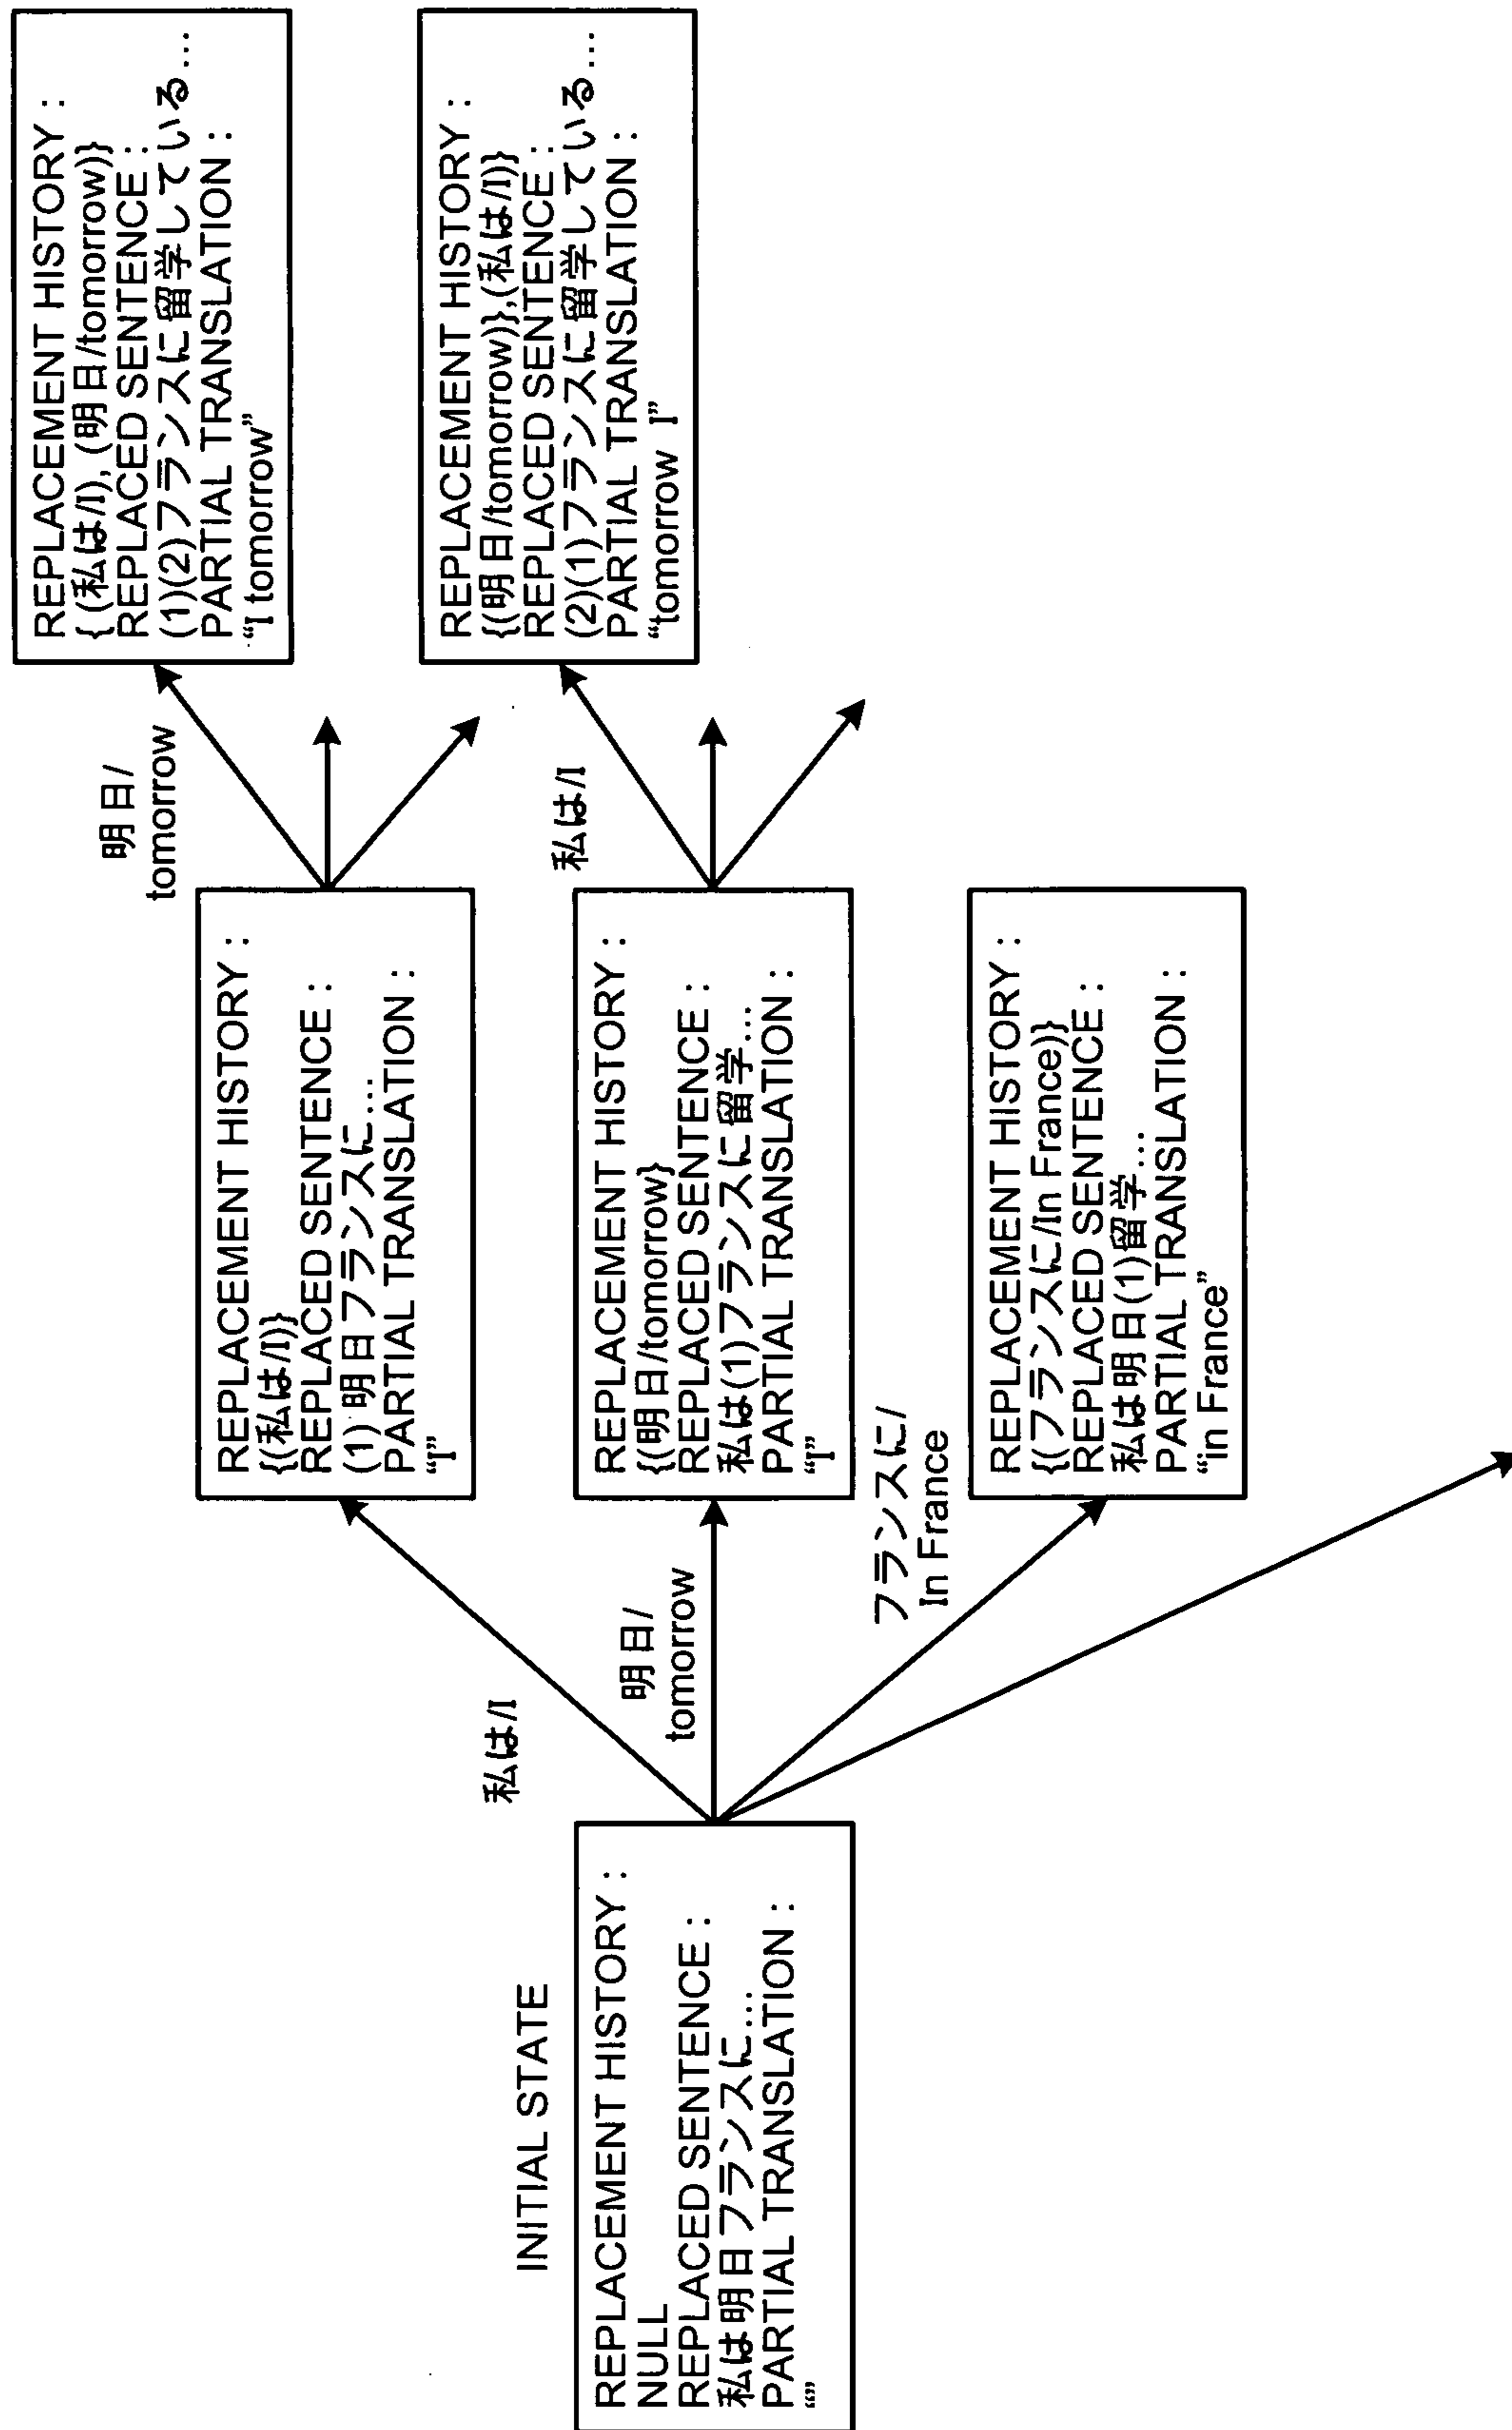 INITIAL STATE
REPLACEMENT HISTORY :
NULL
REPLACED SENTENCE :
私は明日フランスに....
PARTIAL TRANSLATION :
“”
私は/I
明日/
tomorrow
フランスに/
In France
REPLACEMENT HISTORY :
{(私は/I)}
REPLACED SENTENCE :
(1) 明日フランスに...
PARTIAL TRANSLATION :
“I”
REPLACEMENT HISTORY :
{(明日/tomorrow}
REPLACED SENTENCE :
私は(1)フランスに留学...
PARTIAL TRANSLATION :
“I”
REPLACEMENT HISTORY :
{(フランスに/In France)}
REPLACED SENTENCE :
私は明日(1)留学...
PARTIAL TRANSLATION :
“in France”
明日/
tomorrow
私は/I
REPLACEMENT HISTORY :
{(私は/I), (明日/tomorrow)}
REPLACED SENTENCE :
(1)(2)フランスに留学している...
PARTIAL TRANSLATION :
“I tomorrow”
REPLACEMENT HISTORY :
{(明日/tomorrow)},(私は/I)}
REPLACED SENTENCE :
(2)(1)フランスに留学している...
PARTIAL TRANSLATION :
“tomorrow I”